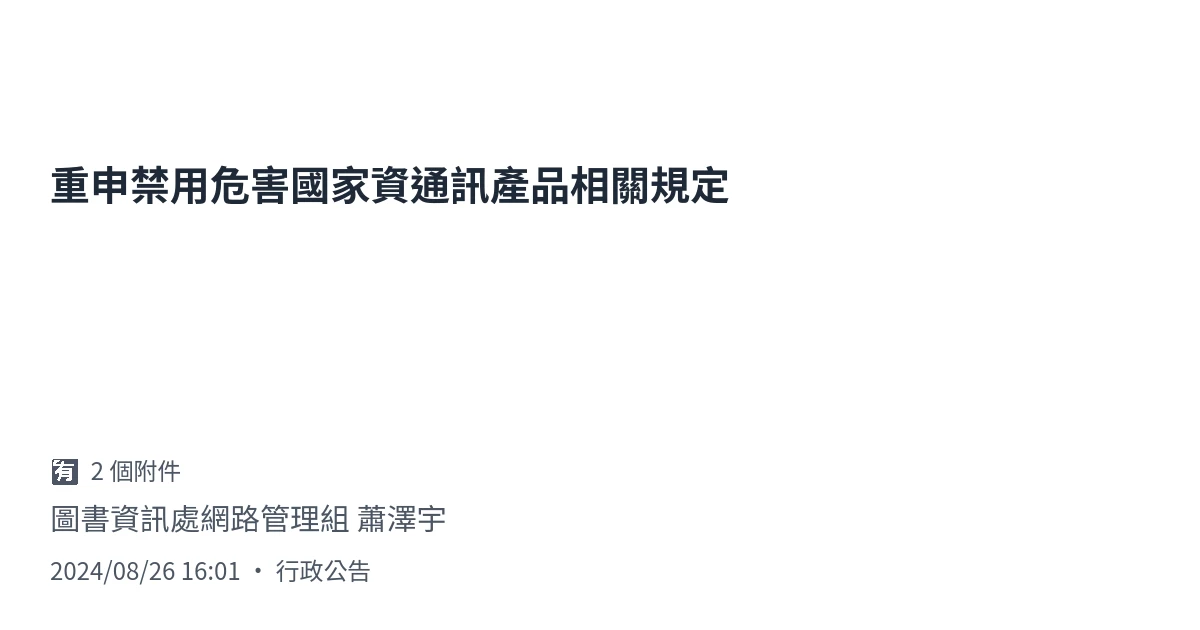 重申禁用危害國家資通訊產品相關規定
🈶 2 個附件
圖書資訊處網路管理組 蕭澤宇
2024/08/26 16:01 • 行政公告